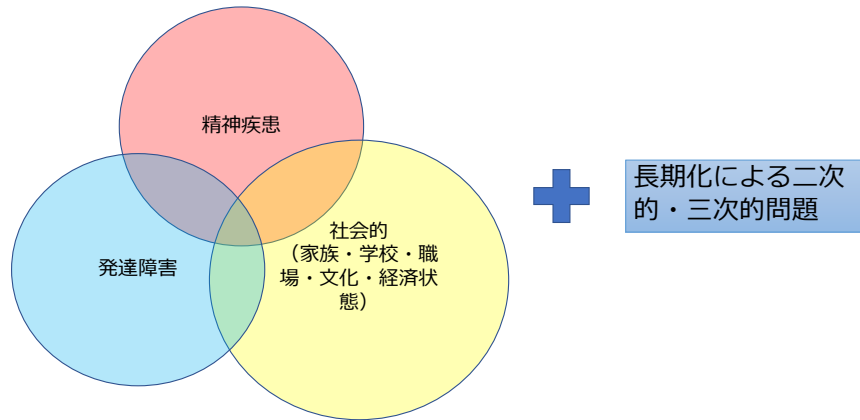 精神疾患
発達障害
社会的
（家族・学校・職
場・文化・経済状
態）
長期化による二次
的・三次的問題